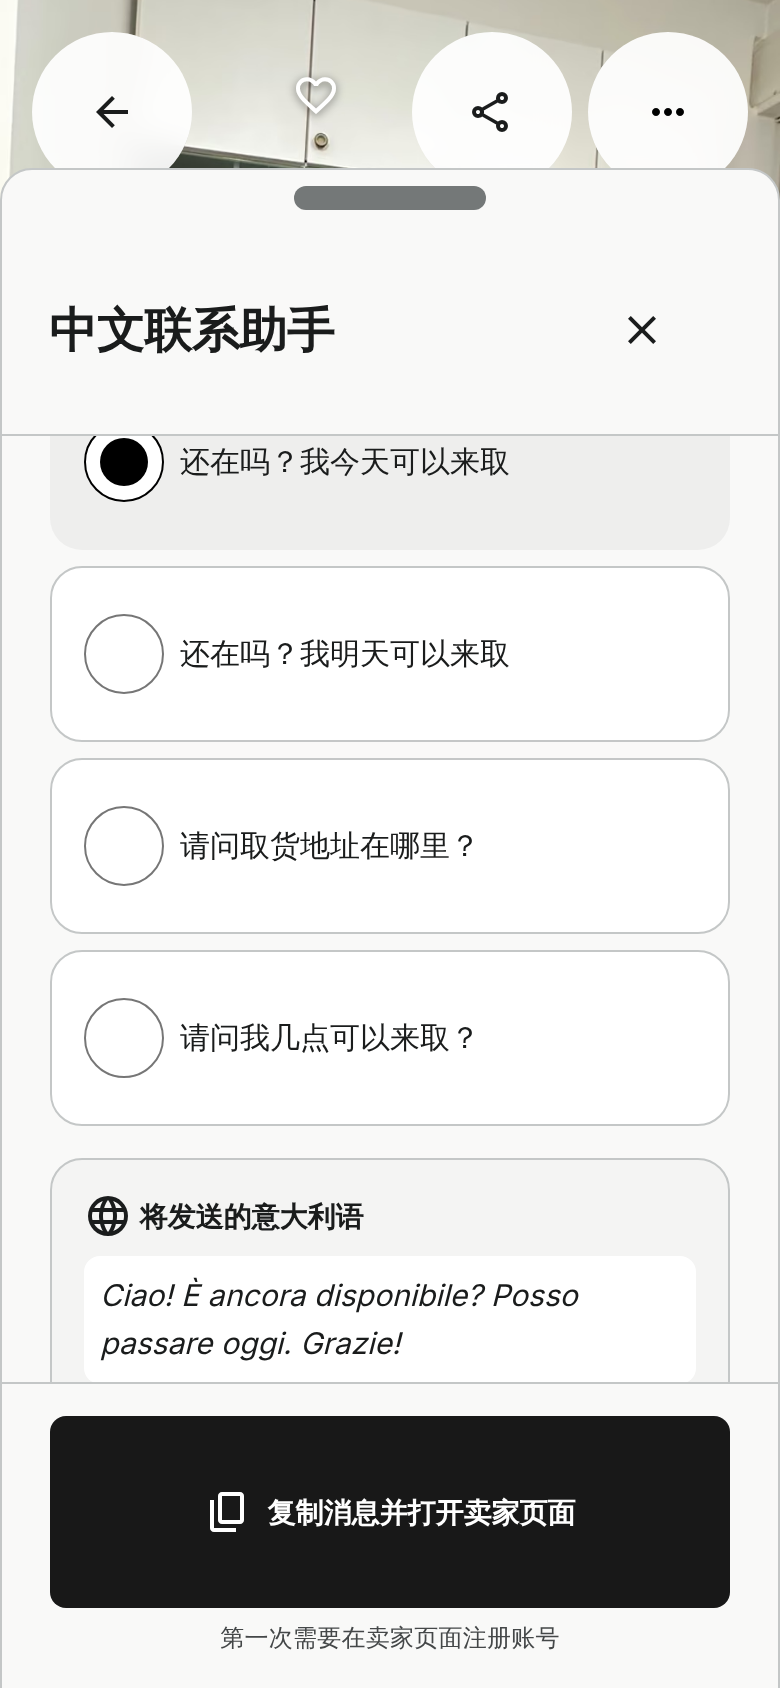 中文联系助手
还在吗？我今天可以来取
还在吗？我明天可以来取
请问取货地址在哪里？
请问我几点可以来取？
将发送的意大利语
Ciao! È ancora disponibile? Posso
passare oggi. Grazie!
复制消息并打开卖家页面
第一次需要在卖家页面注册账号